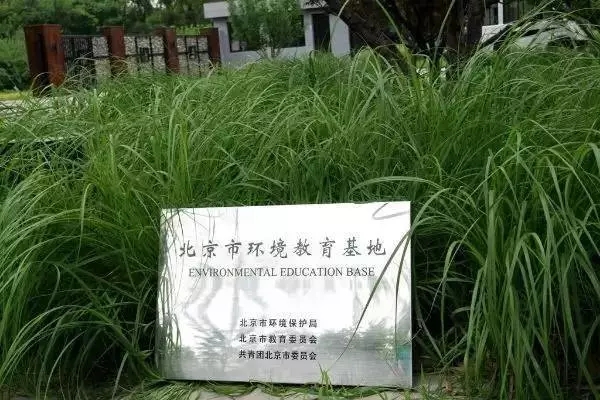 北京市环境教育基地
ENVIRONMENTAL EDUCATION BASE
北京市环境保护局
北京市教育委员会
共青团北京市委员会